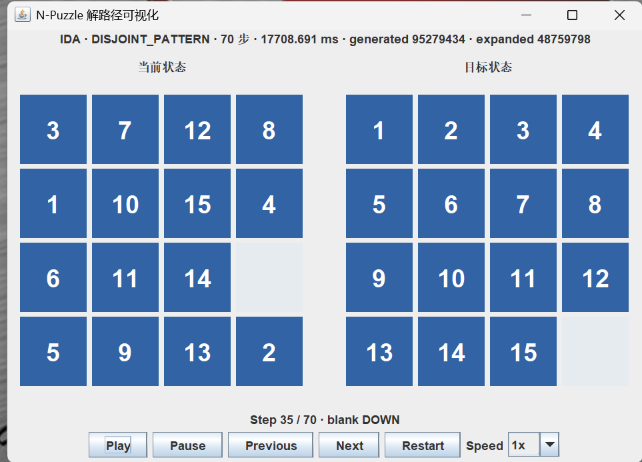 N-Puzzle 解路径可视化
IDA · DISJOINT_PATTERN · 70 步 · 17708.691 ms · generated 95279434 · expanded 48759798
当前状态 目标状态
3 7 12 8 1 2 3 4
1 10 15 4 5 6 7 8
6 11 14 9 10 11 12
5 9 13 2 13 14 15
Step 35 / 70 · blank DOWN
Play Pause Previous Next Restart Speed 1x